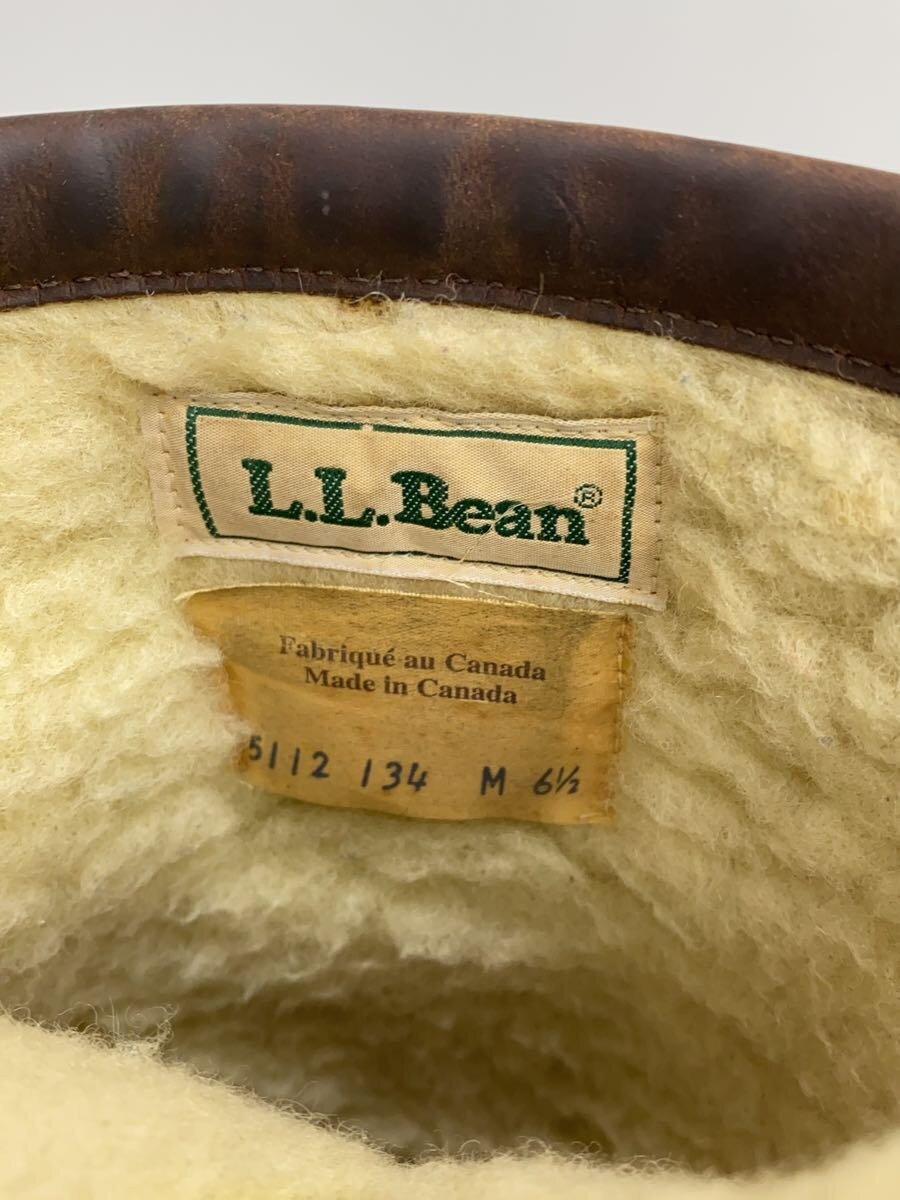 L.L.Bean®
Fabriqué au Canada
Made in Canada
5112 134 M 6½